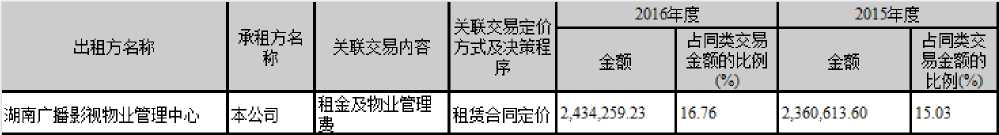 出租方名称 承租方名称 关联交易内容 关联交易定价方式及决策程序 2016年度 2015年度
金额 占同类交易金额的比例(%) 金额 占同类交易金额的比例(%)
湖南广播影视物业管理中心 本公司 租金及物业管理费 租赁合同定价 2,434,259.23 16.76 2,360,613.60 15.03